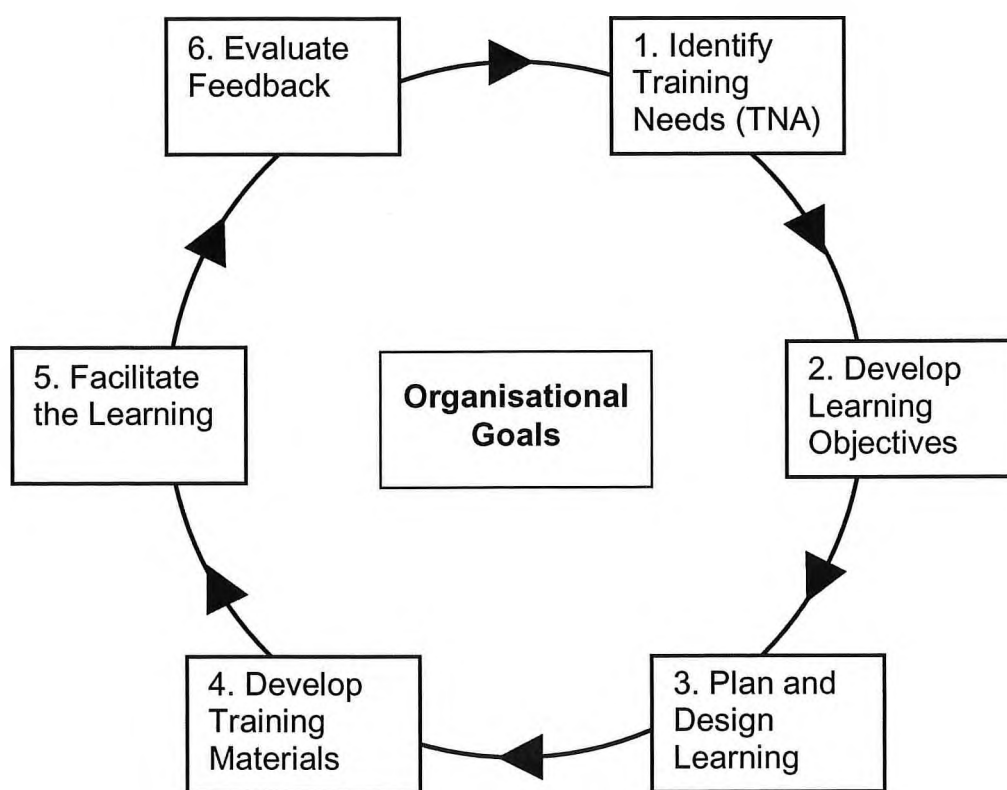 6. Evaluate
Feedback
1. Identify
Training
Needs (TNA)
5. Facilitate
the Learning
Organisational
Goals
2. Develop
Learning
Objectives
4. Develop
Training
Materials
3. Plan and
Design
Learning